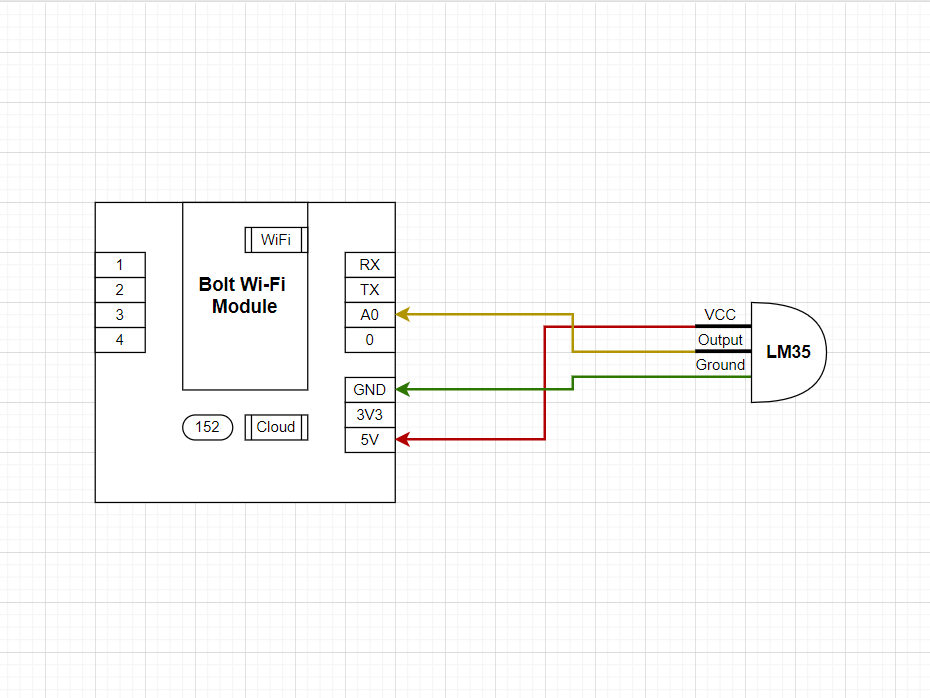 WiFi
Bolt Wi-Fi
Module
1
2
3
4
RX
TX
A0
0
GND
3V3
5V
152
Cloud
VCC
Output
Ground
LM35